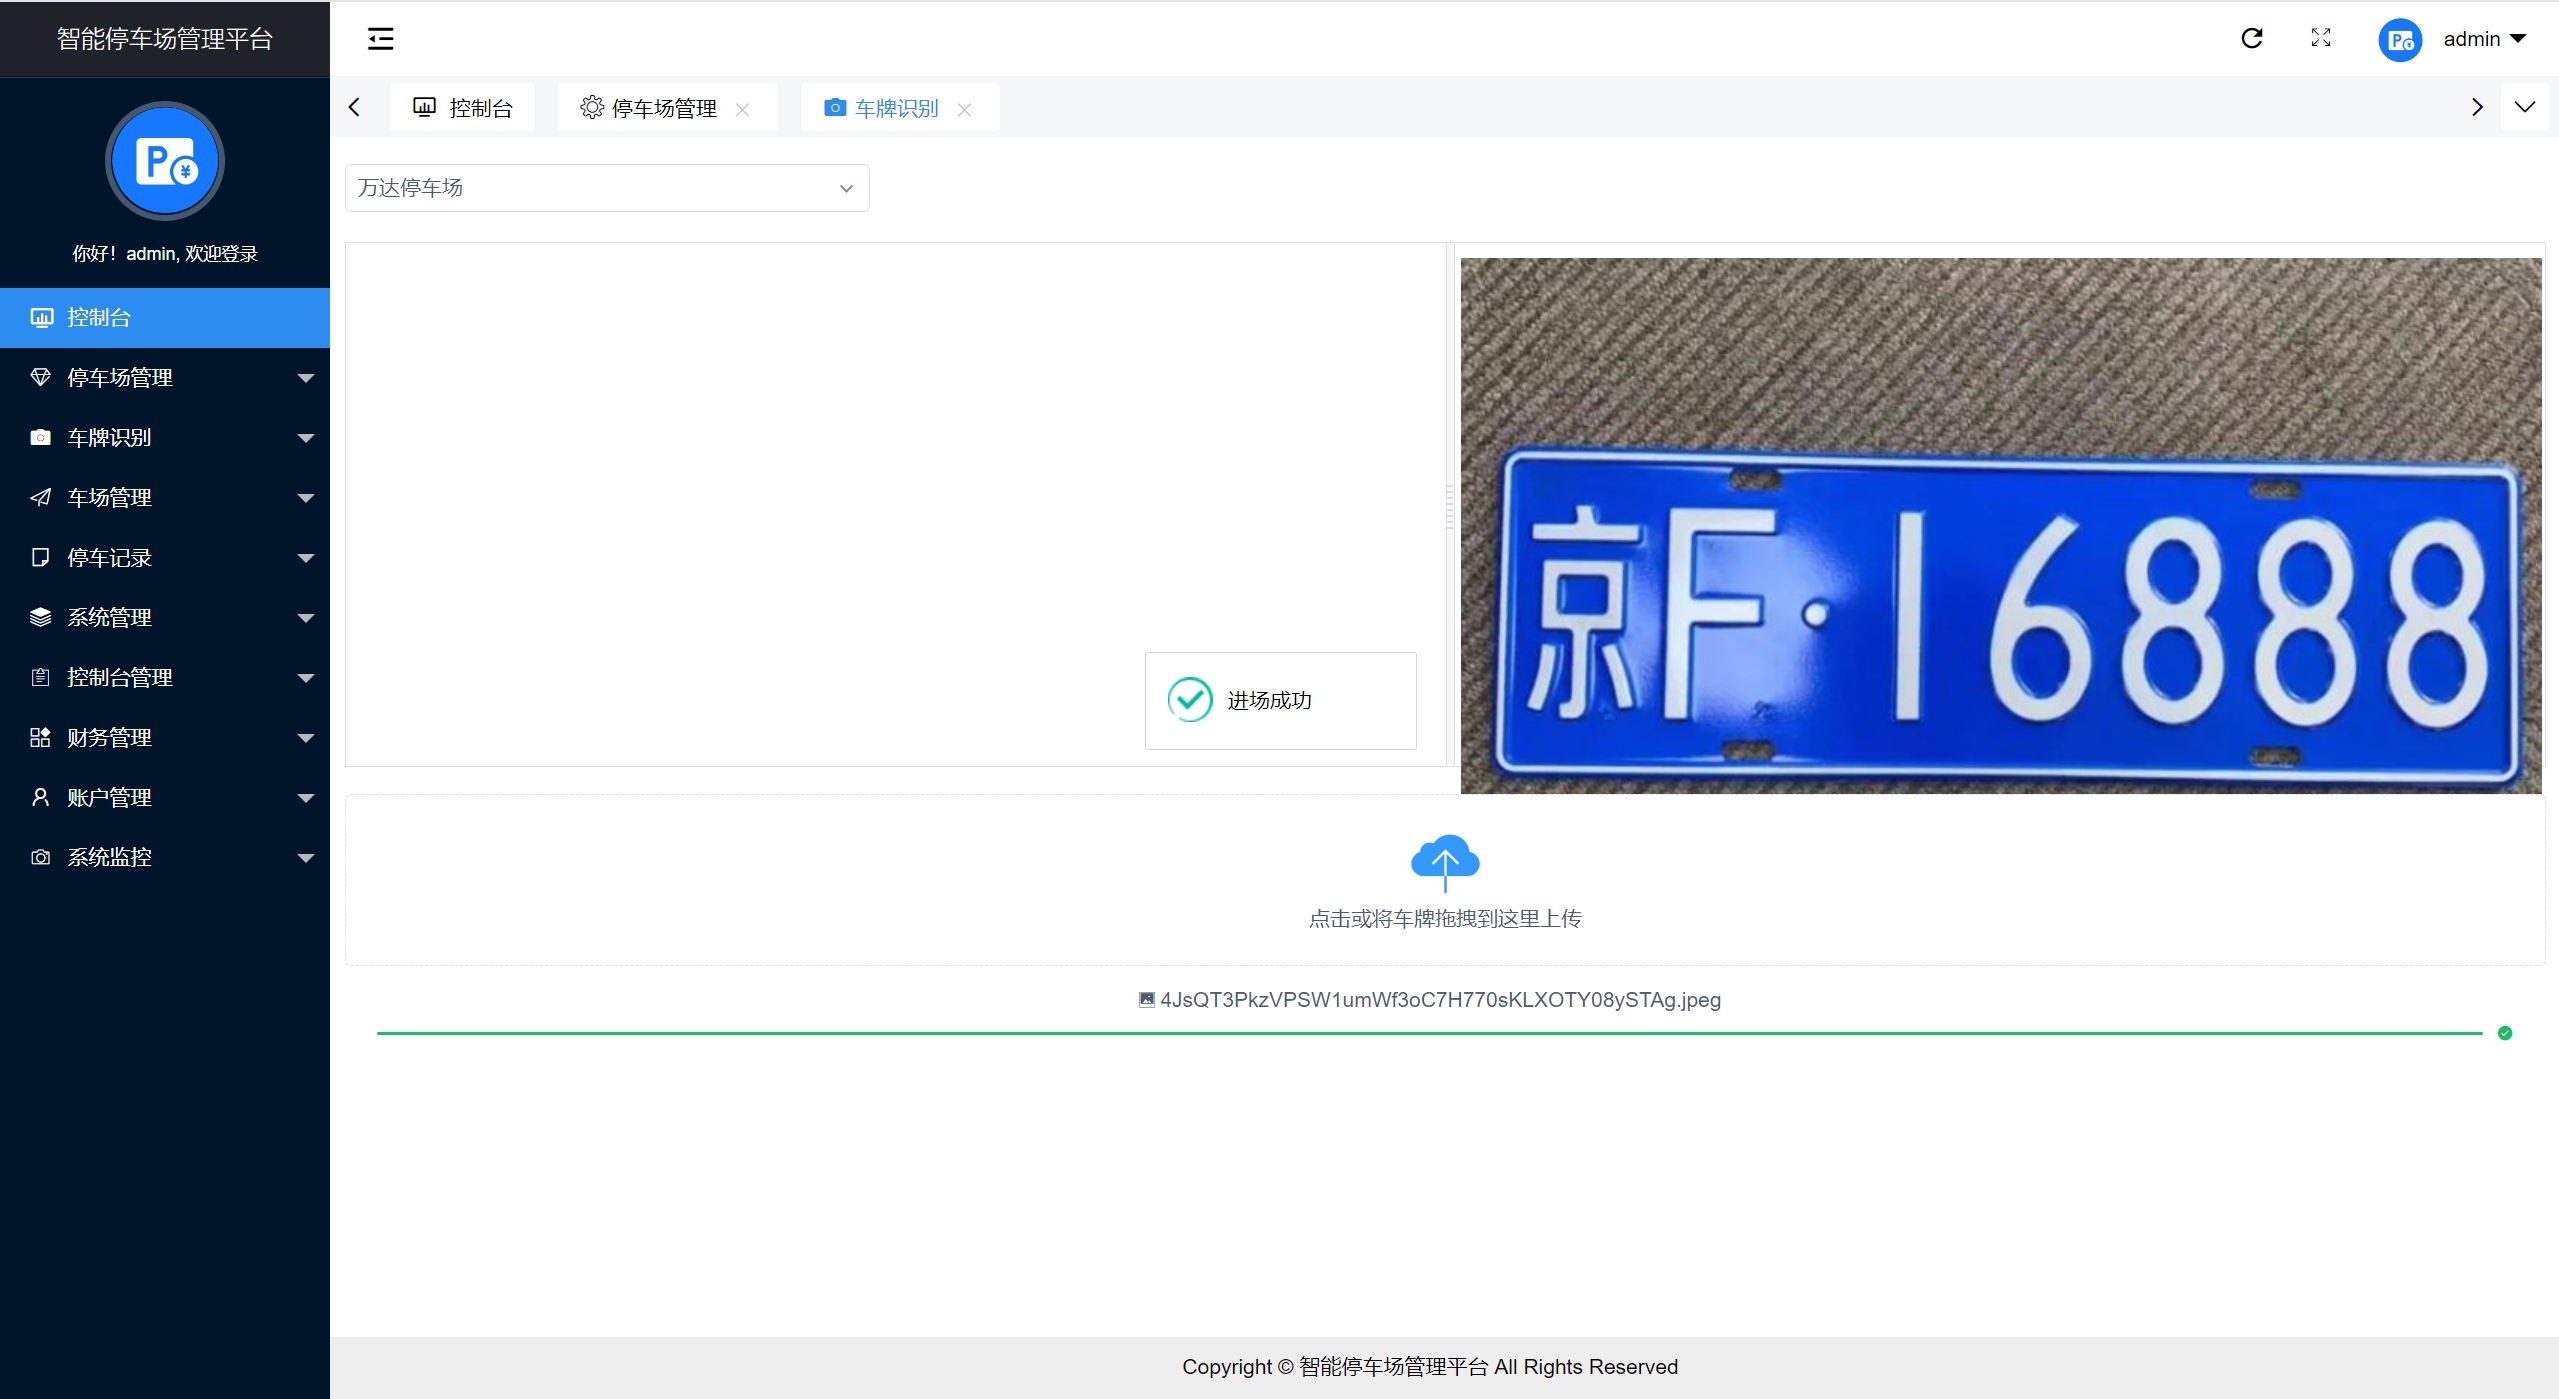 智能停车场管理平台
admin
控制台
停车场管理
车牌识别
P¥
你好！admin, 欢迎登录
万达停车场
控制台
停车场管理
车牌识别
车场管理
停车记录
系统管理
控制台管理
财务管理
账户管理
系统监控
进场成功
京F·16888
点击或将车牌拖拽到这里上传
4JsQT3PkzVPSW1umWf3oC7H770sKLXOTY08ySTAg.jpeg
Copyright © 智能停车场管理平台 All Rights Reserved